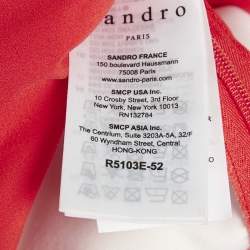 sandro
PARIS
SANDRO FRANCE
150 boulevard Haussmann
75008 Paris
www.sandro-paris.com
SMCP USA Inc.
10 Crosby Street, 3rd Floor
New York, New York 10013
RN132784
SMCP ASIA Inc.
The Centrium, Suite 3203A-5A, 32/F
60 Wyndham Street, Central
HONG-KONG
R5103E-52